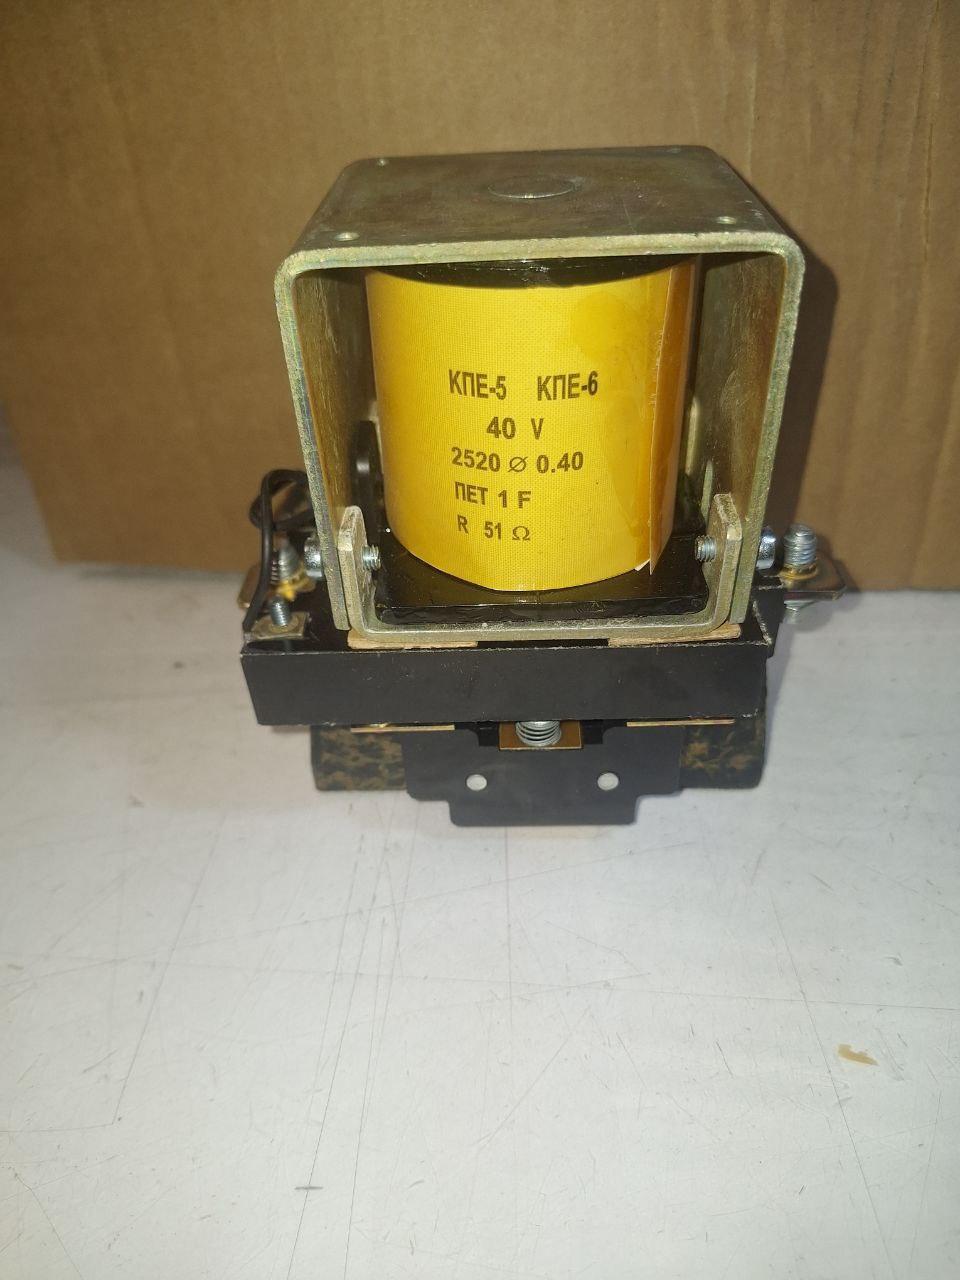 КПЕ-5 КПЕ-6
40 V
2520 ⌀ 0.40
ПЕТ 1 F
R 51 Ω